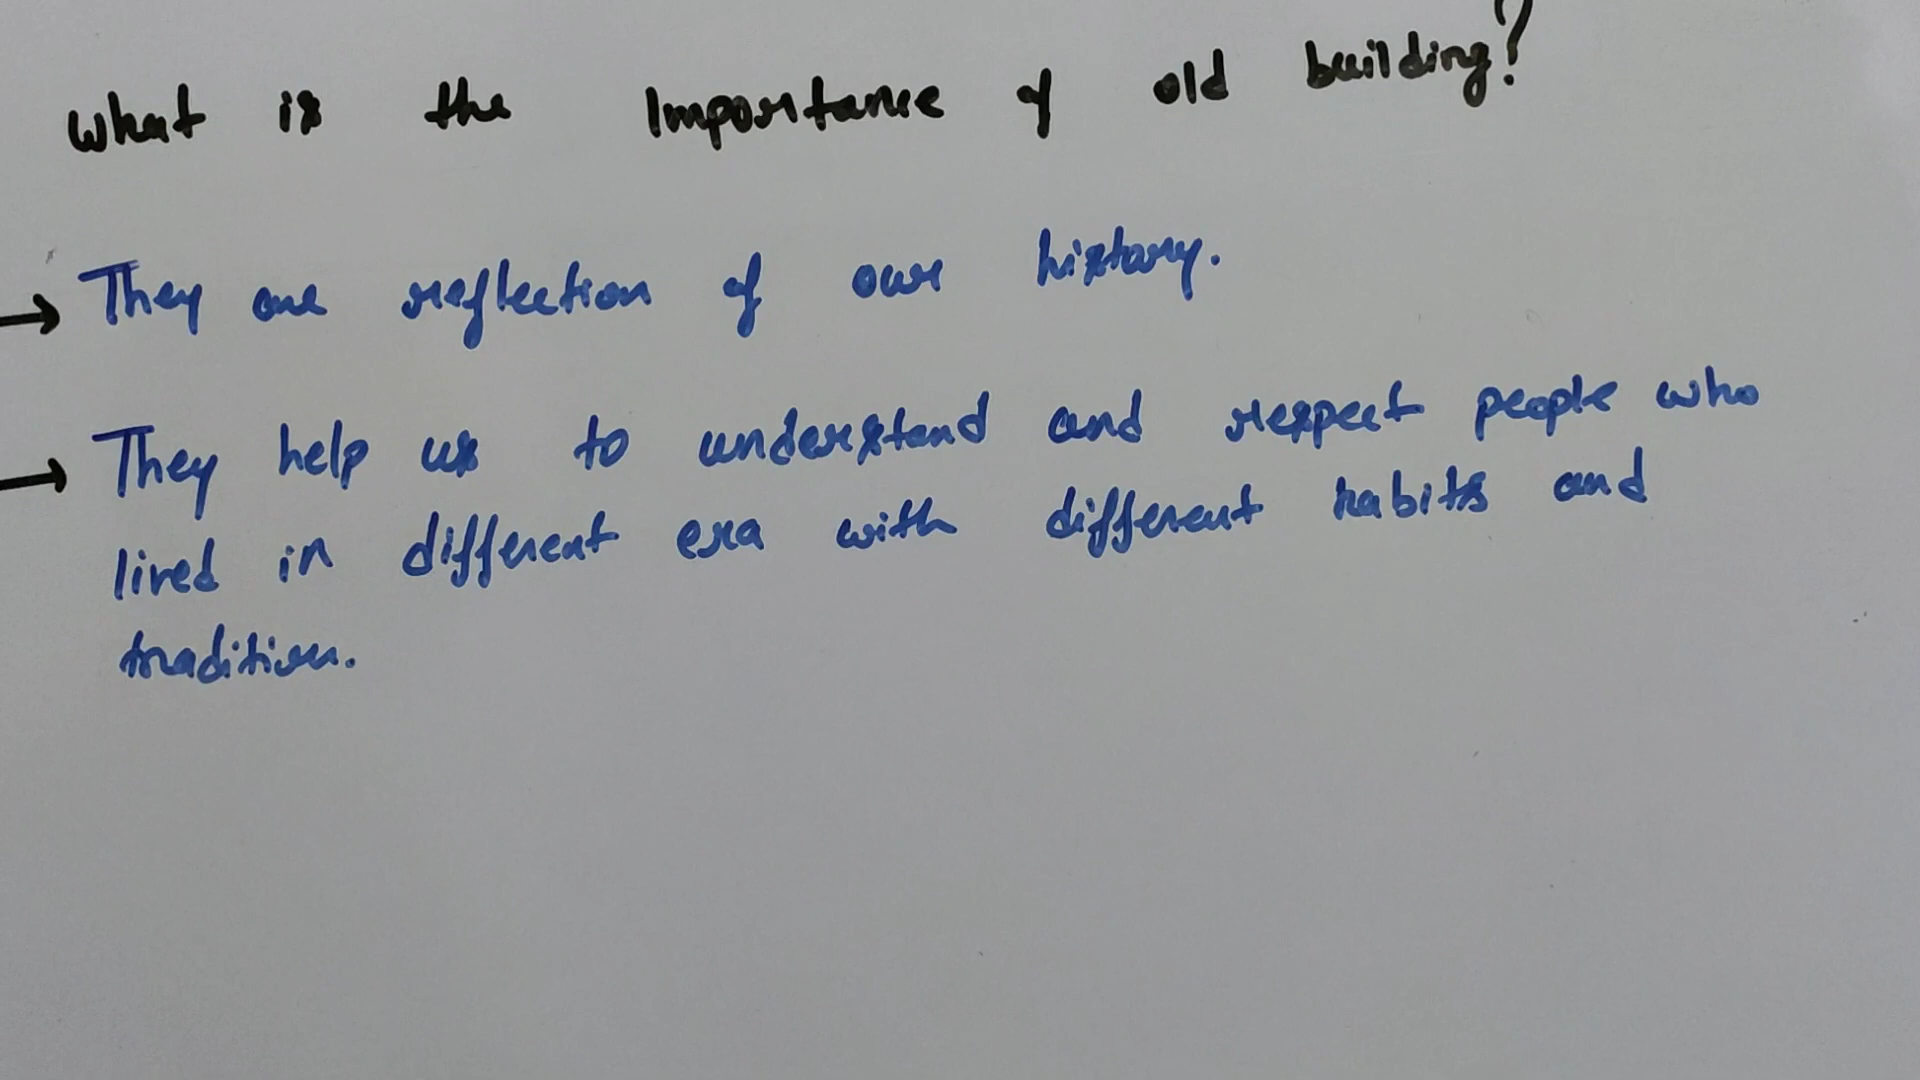 What is the Importance of old building?
→ They are reflection of our history.
→ They help us to understand and respect people who
lived in different era with different habits and
tradition.